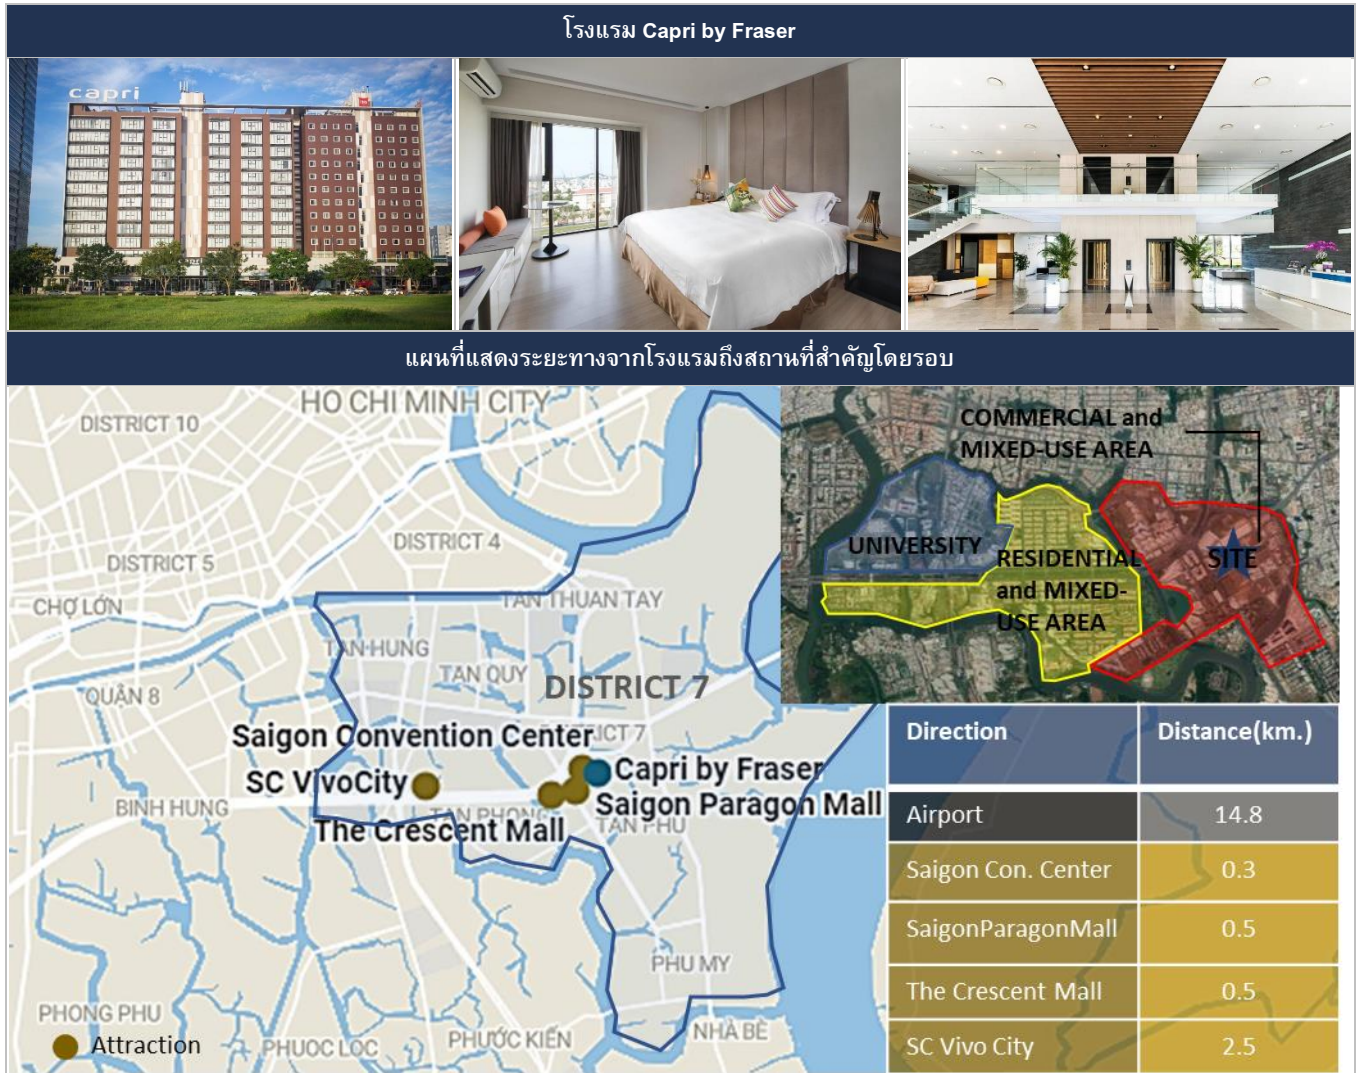 โรงแรม Capri by Fraser
capri
แผนที่แสดงระยะทางจากโรงแรมถึงสถานที่สำคัญโดยรอบ
HO CHI MINH CITY
DISTRICT 10
DISTRICT 4
DISTRICT 5
CHỢ LỚN
TAN THUAN TAY
TAN HUNG
TAN QUY
QUẬN 8
DISTRICT 7
Saigon Convention Center
ICT 7
SC VivoCity
Capri by Fraser
Saigon Paragon Mall
BINH HUNG
TAN PHONG
TAN PHU
The Crescent Mall
PHU MY
PHONG PHU
Attraction
PHUOC LOC
PHƯỚC KIỂN
NHÀ BÈ
COMMERCIAL and
MIXED-USE AREA
UNIVERSITY
RESIDENTIAL
and MIXED-
USE AREA
SITE
Direction Distance(km.)
Airport 14.8
Saigon Con. Center 0.3
SaigonParagonMall 0.5
The Crescent Mall 0.5
SC Vivo City 2.5